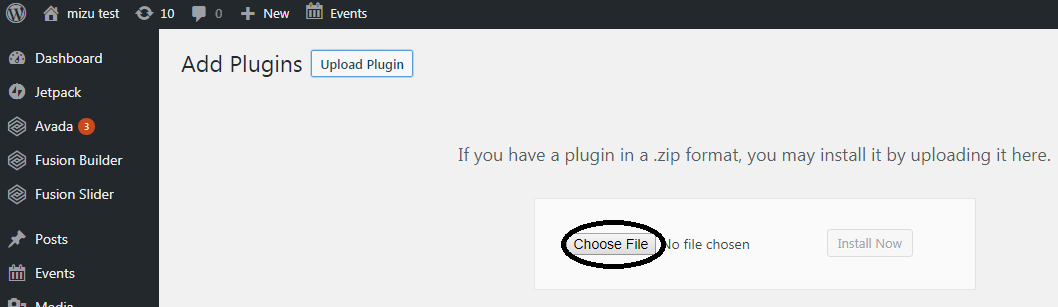 mizu test 10 0 + New Events
Dashboard
Jetpack
Avada 3
Fusion Builder
Fusion Slider
Posts
Events
Media
Add Plugins Upload Plugin
If you have a plugin in a .zip format, you may install it by uploading it here.
Choose File No file chosen Install Now